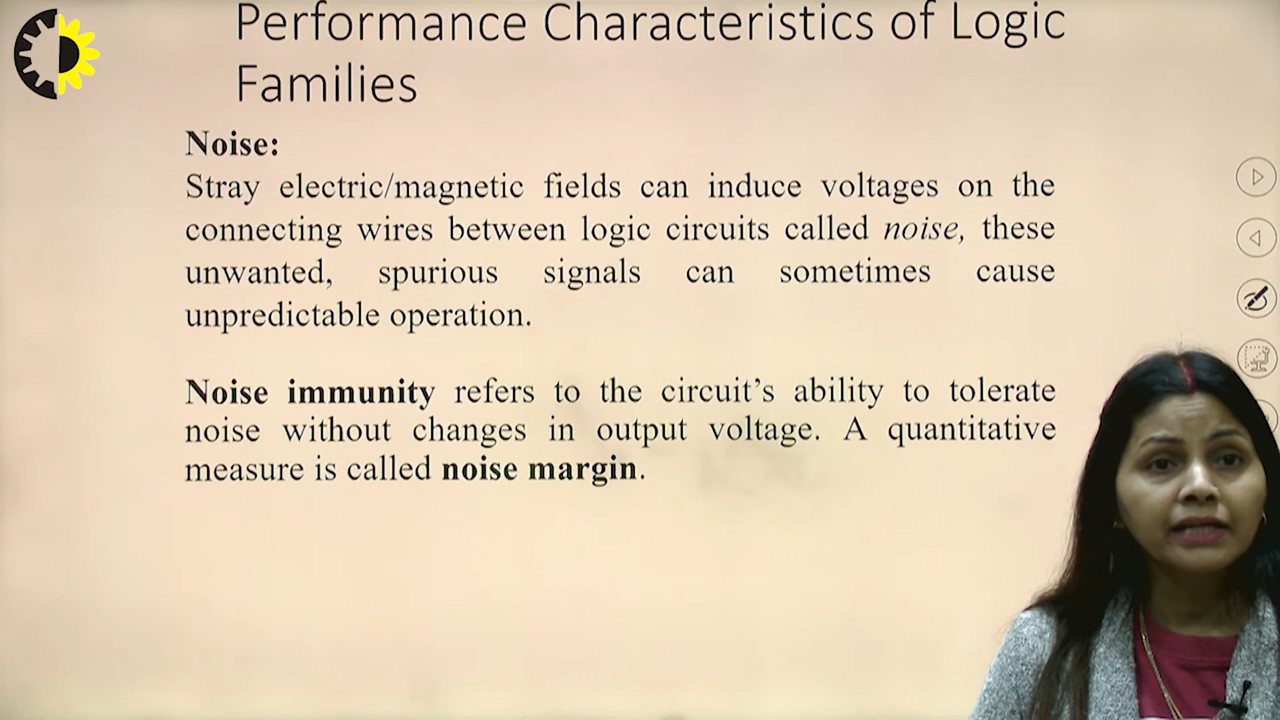 Performance Characteristics of Logic
Families
Noise:
Stray electric/magnetic fields can induce voltages on the
connecting wires between logic circuits called noise, these
unwanted, spurious signals can sometimes cause
unpredictable operation.
Noise immunity refers to the circuit's ability to tolerate
noise without changes in output voltage. A quantitative
measure is called noise margin.